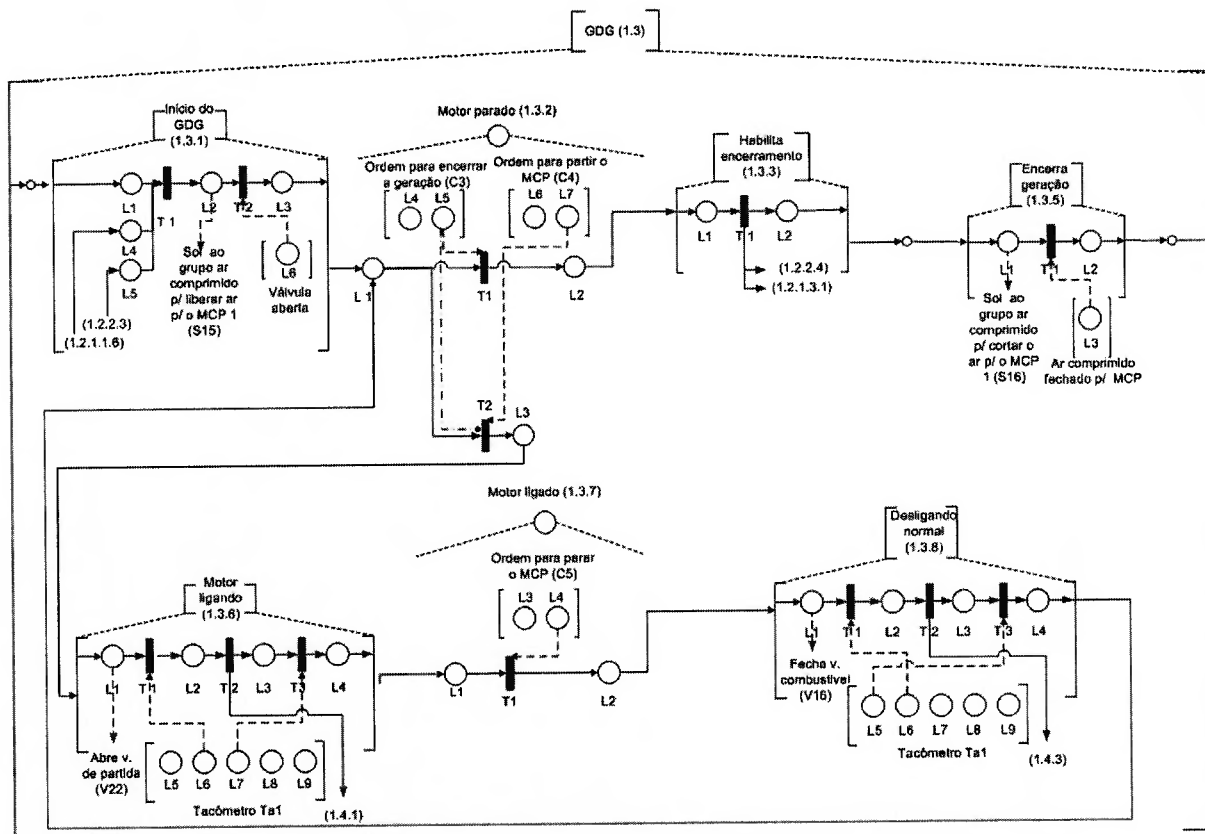 GDG (1.3)
Início do
GDG
(1.3.1)
L1
T 1
L2
T 2
L3
L4
L5
Sol ao
grupo ar
comprimido
p/ liberar ar
p/ o MCP 1
(S15)
L6
Válvula
aberta
(1.2.2.3)
(1.2.1.1.6)
Motor parado (1.3.2)
Ordem para encerrar
a geração (C3)
L4
L5
Ordem para partir o
MCP (C4)
L6
L7
L 1
T1
L2
T2
L3
Habilita
encerramento
(1.3.3)
L1
T 1
L2
(1.2.2.4)
(1.2.1.3.1)
Encerra
geração
(1.3.5)
L1
T 1
L2
Sol ao
grupo ar
comprimido
p/ cortar o
ar p/ o MCP
1 (S16)
L3
Ar comprimido
fechado p/ MCP
Motor
ligando
(1.3.6)
L1
T 1
L2
T 2
L3
T3
L4
Abre v.
de partida
(V22)
L5
L6
L7
L8
L9
Tacômetro Ta1
(1.4.1)
Motor ligado (1.3.7)
Ordem para parar
o MCP (C5)
L3
L4
L1
T1
L2
Desligando
normal
(1.3.8)
L1
T 1
L2
T 2
L3
T 3
L4
Fecha v.
combustível
(V16)
L5
L6
L7
L8
L9
Tacômetro Ta1
(1.4.3)